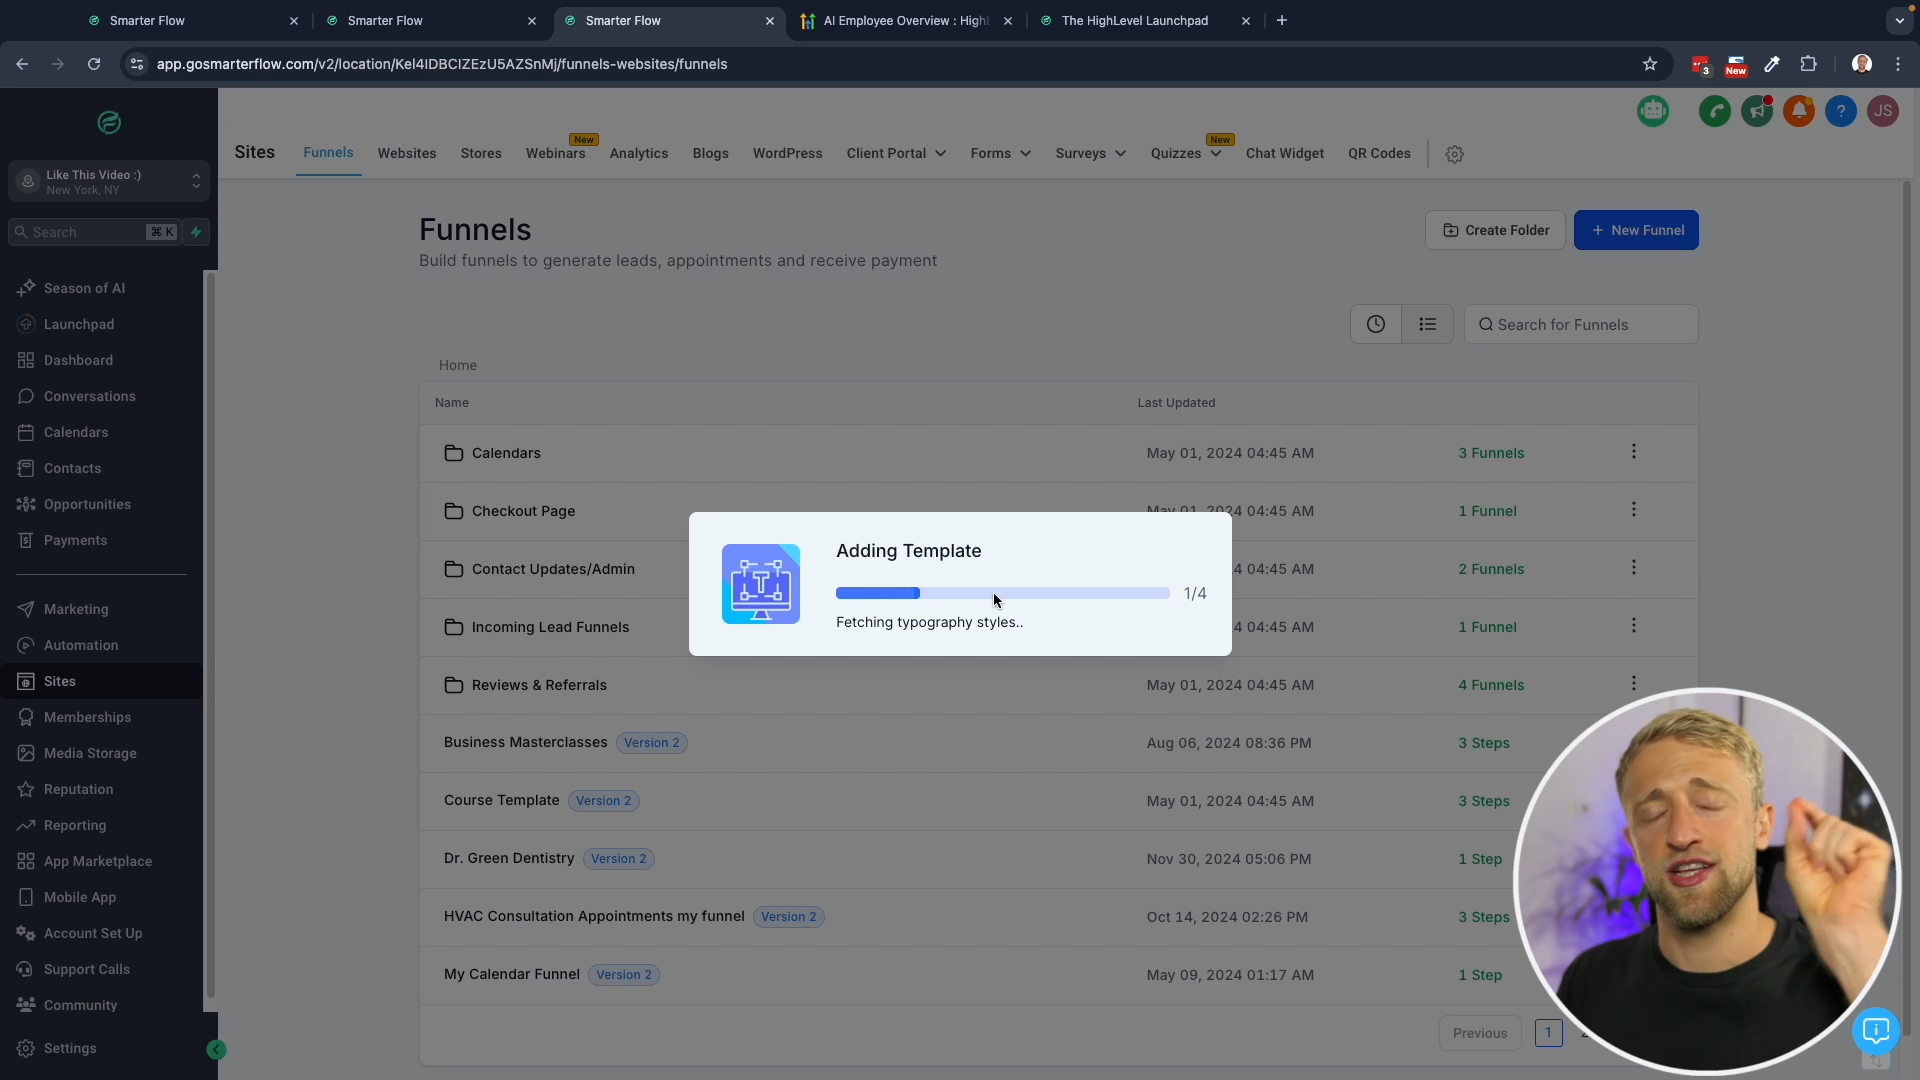 Smarter Flow
Smarter Flow
Smarter Flow
AI Employee Overview : High
The HighLevel Launchpad
app.gosmarterflow.com/v2/location/Kel4IDBCIZEzU5AZSnMj/funnels-websites/funnels
3
New
Like This Video :)
New York, NY
Search
⌘ K
Season of AI
Launchpad
Dashboard
Conversations
Calendars
Contacts
Opportunities
Payments
Marketing
Automation
Sites
Memberships
Media Storage
Reputation
Reporting
App Marketplace
Mobile App
Account Set Up
Support Calls
Community
Settings
JS
Sites
Funnels
Websites
Stores
Webinars
New
Analytics
Blogs
WordPress
Client Portal
Forms
Surveys
Quizzes
New
Chat Widget
QR Codes
Funnels
Build funnels to generate leads, appointments and receive payment
Create Folder
+ New Funnel
Search for Funnels
Home
Name Last Updated
Calendars May 01, 2024 04:45 AM 3 Funnels
Checkout Page May 01, 2024 04:45 AM 1 Funnel
Contact Updates/Admin 4 04:45 AM 2 Funnels
Incoming Lead Funnels 4 04:45 AM 1 Funnel
Reviews & Referrals May 01, 2024 04:45 AM 4 Funnels
Business Masterclasses Version 2 Aug 06, 2024 08:36 PM 3 Steps
Course Template Version 2 May 01, 2024 04:45 AM 3 Steps
Dr. Green Dentistry Version 2 Nov 30, 2024 05:06 PM 1 Step
HVAC Consultation Appointments my funnel Version 2 Oct 14, 2024 02:26 PM 3 Steps
My Calendar Funnel Version 2 May 09, 2024 01:17 AM 1 Step
Previous 1
Adding Template
1/4
Fetching typography styles..